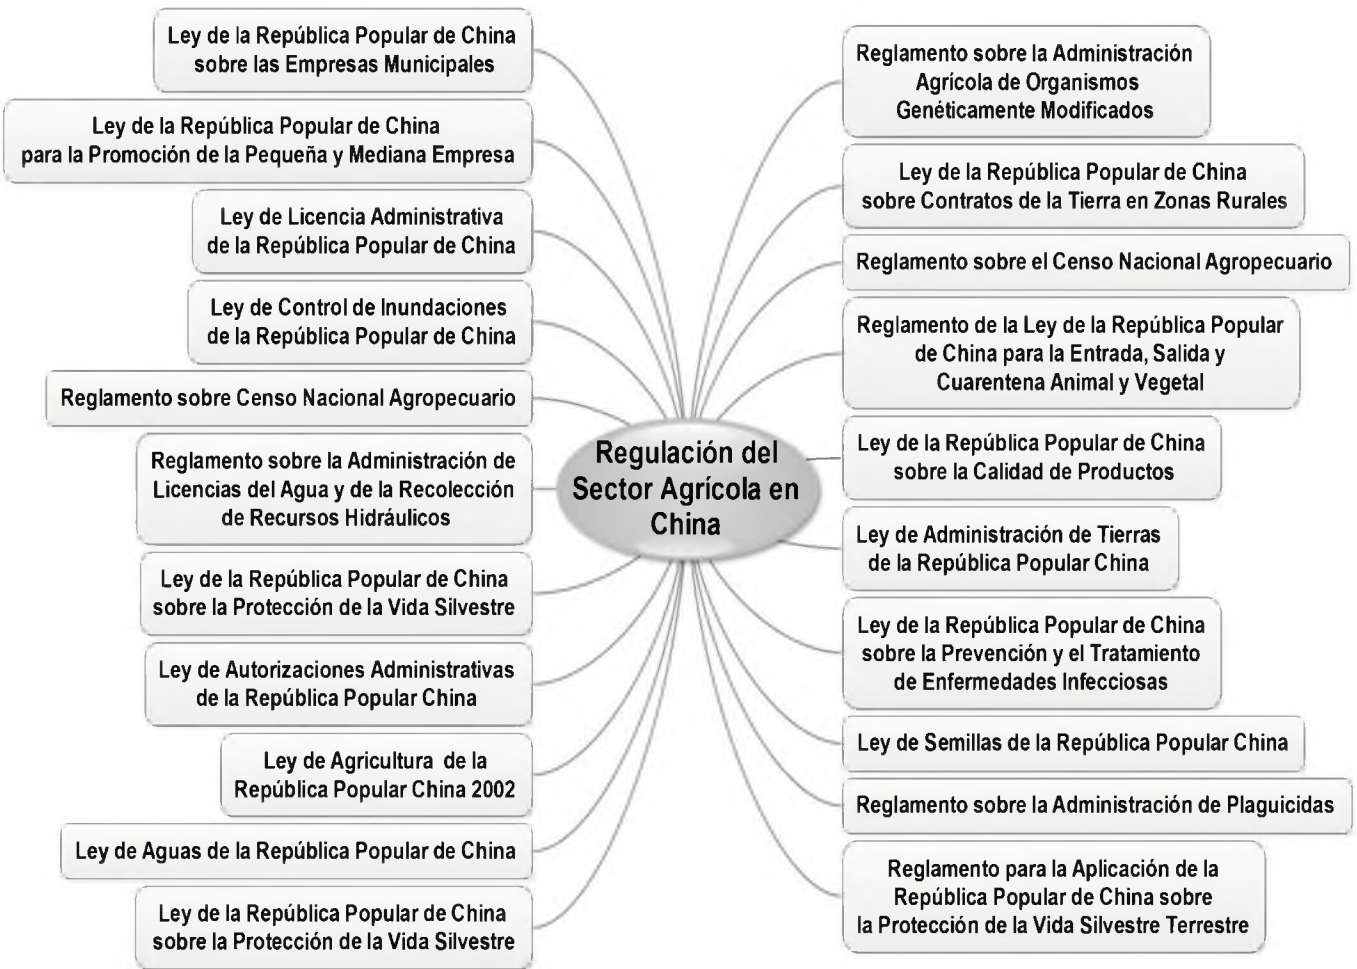 Ley de la República Popular de China
sobre las Empresas Municipales
Ley de la República Popular de China
para la Promoción de la Pequeña y Mediana Empresa
Ley de Licencia Administrativa
de la República Popular de China
Ley de Control de Inundaciones
de la República Popular de China
Reglamento sobre Censo Nacional Agropecuario
Reglamento sobre la Administración de
Licencias del Agua y de la Recolección
de Recursos Hidráulicos
Ley de la República Popular de China
sobre la Protección de la Vida Silvestre
Ley de Autorizaciones Administrativas
de la República Popular China
Ley de Agricultura de la
República Popular China 2002
Ley de Aguas de la República Popular de China
Ley de la República Popular de China
sobre la Protección de la Vida Silvestre
Regulación del
Sector Agrícola en
China
Reglamento sobre la Administración
Agrícola de Organismos
Genéticamente Modificados
Ley de la República Popular de China
sobre Contratos de la Tierra en Zonas Rurales
Reglamento sobre el Censo Nacional Agropecuario
Reglamento de la Ley de la República Popular
de China para la Entrada, Salida y
Cuarentena Animal y Vegetal
Ley de la República Popular de China
sobre la Calidad de Productos
Ley de Administración de Tierras
de la República Popular China
Ley de la República Popular de China
sobre la Prevención y el Tratamiento
de Enfermedades Infecciosas
Ley de Semillas de la República Popular China
Reglamento sobre la Administración de Plaguicidas
Reglamento para la Aplicación de la
República Popular de China sobre
la Protección de la Vida Silvestre Terrestre